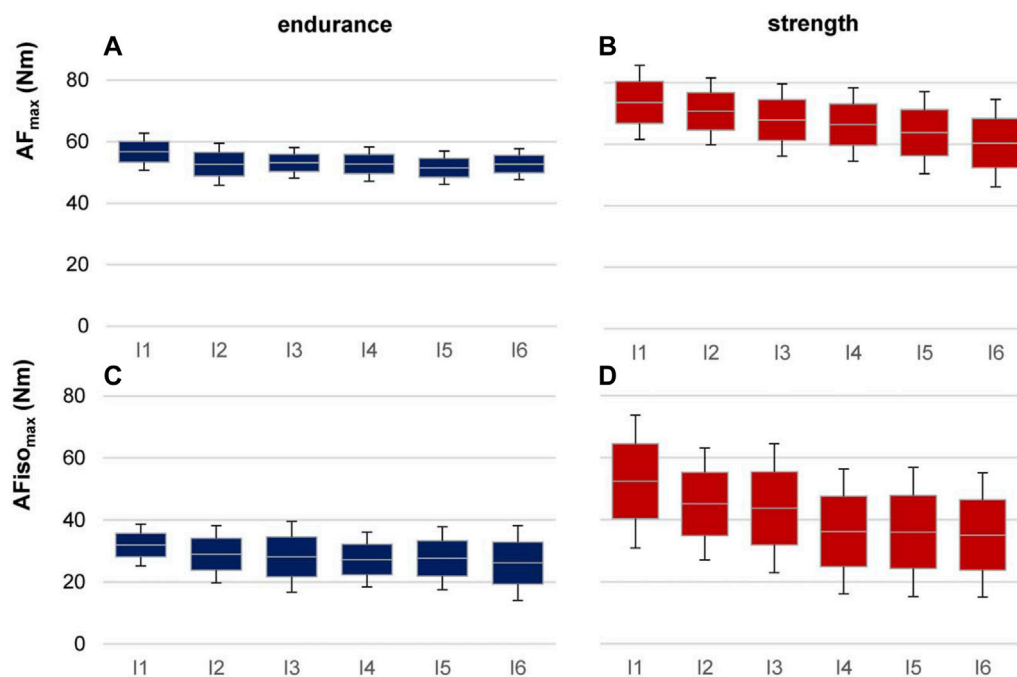 endurance
strength
A
B
AFmax (Nm)
80
60
40
20
0
I1 I2 I3 I4 I5 I6
I1 I2 I3 I4 I5 I6
C
D
AFisomax (Nm)
80
60
40
20
0
I1 I2 I3 I4 I5 I6
I1 I2 I3 I4 I5 I6